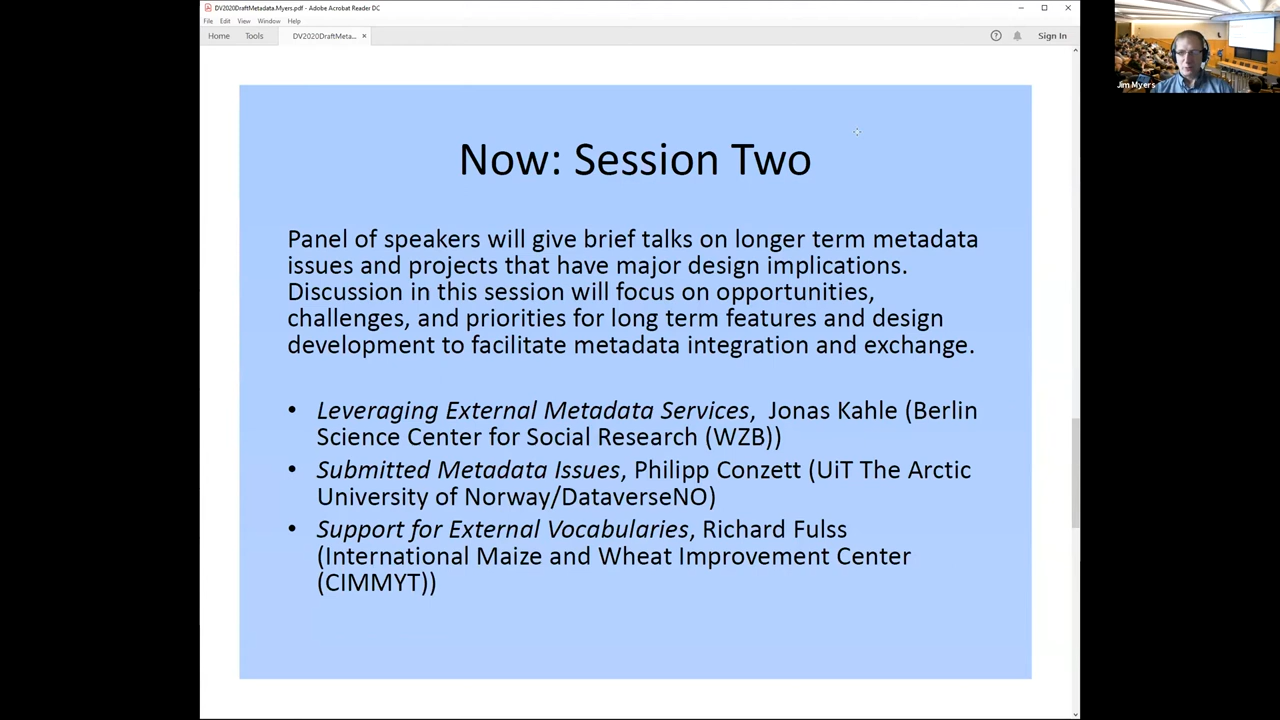 DV2020DraftMetadata.Myers.pdf - Adobe Acrobat Reader DC
File Edit View Window Help
Home Tools DV2020DraftMeta... × Sign In
Jim Myers
Now: Session Two
Panel of speakers will give brief talks on longer term metadata
issues and projects that have major design implications.
Discussion in this session will focus on opportunities,
challenges, and priorities for long term features and design
development to facilitate metadata integration and exchange.
• Leveraging External Metadata Services, Jonas Kahle (Berlin
Science Center for Social Research (WZB))
• Submitted Metadata Issues, Philipp Conzett (UiT The Arctic
University of Norway/DataverseNO)
• Support for External Vocabularies, Richard Fulss
(International Maize and Wheat Improvement Center
(CIMMYT))